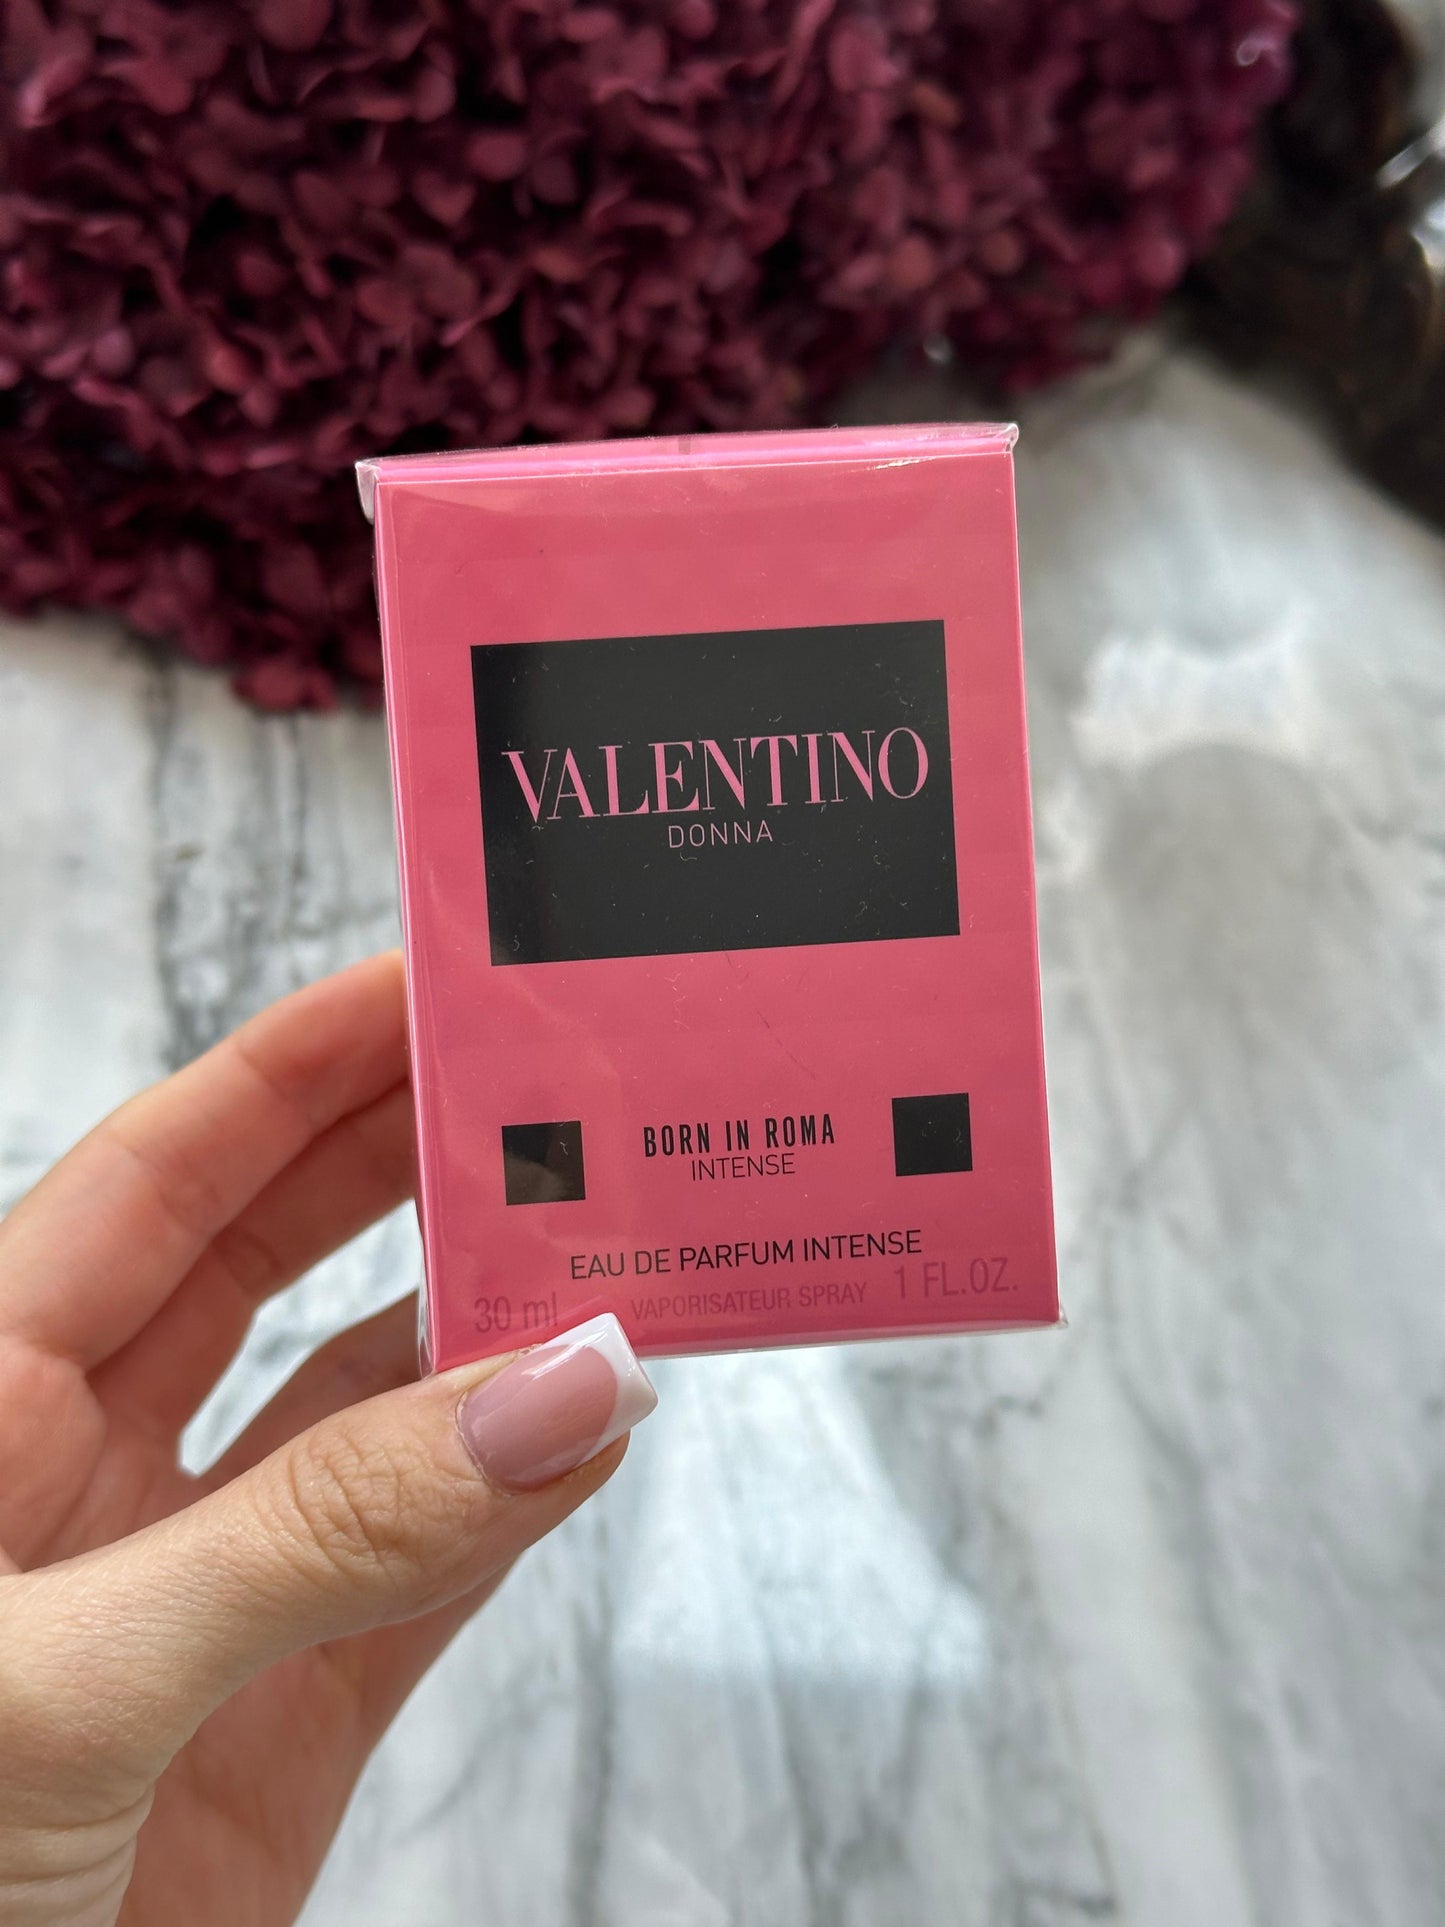 VALENTINO
DONNA
BORN IN ROMA
INTENSE
EAU DE PARFUM INTENSE
30 ml VAPORISATEUR SPRAY 1 FL.OZ.